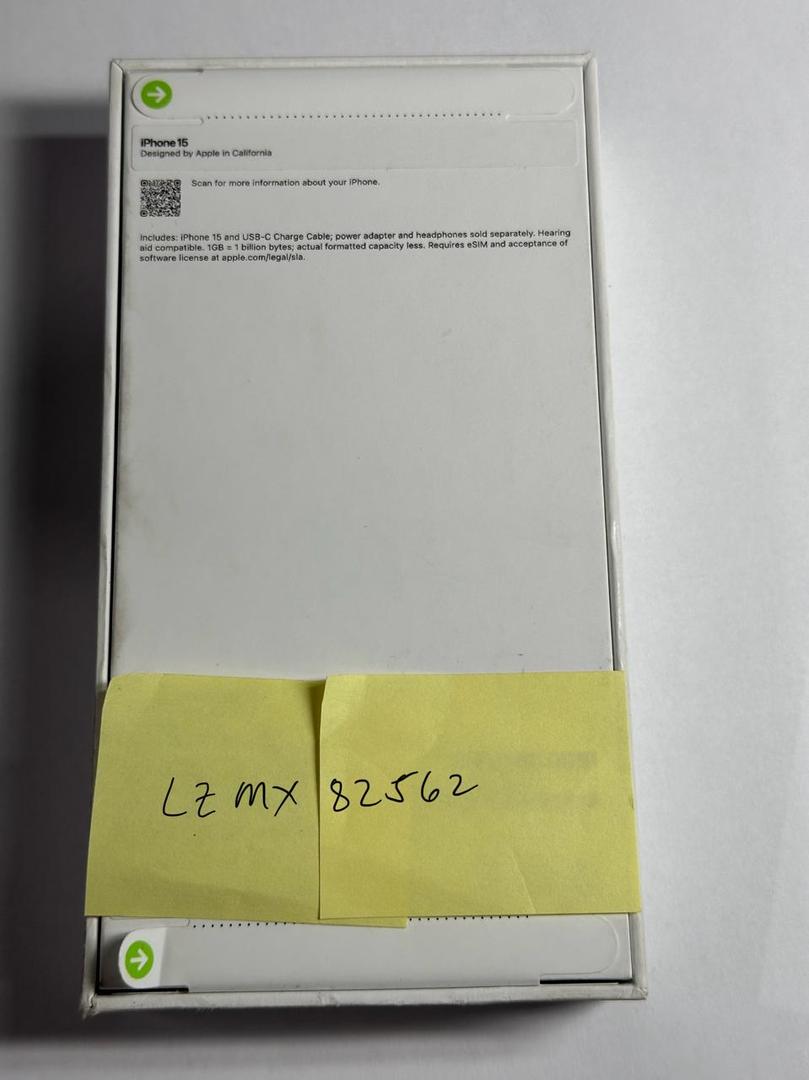 iPhone 15
Designed by Apple in California
Scan for more information about your iPhone.
Includes: iPhone 15 and USB-C Charge Cable; power adapter and headphones sold separately. Hearing
aid compatible. 1GB = 1 billion bytes; actual formatted capacity less. Requires eSIM and acceptance of
software license at apple.com/legal/sla.
LZMX 82562